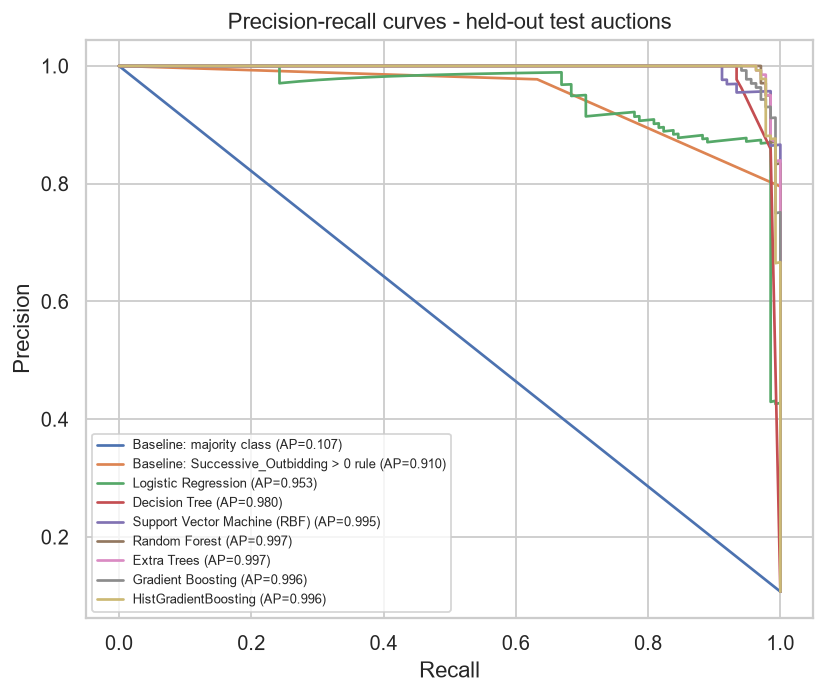 Precision-recall curves - held-out test auctions
Precision
1.0
0.8
0.6
0.4
0.2
Baseline: majority class (AP=0.107)
Baseline: Successive_Outbidding > 0 rule (AP=0.910)
Logistic Regression (AP=0.953)
Decision Tree (AP=0.980)
Support Vector Machine (RBF) (AP=0.995)
Random Forest (AP=0.997)
Extra Trees (AP=0.997)
Gradient Boosting (AP=0.996)
HistGradientBoosting (AP=0.996)
0.0 0.2 0.4 0.6 0.8 1.0
Recall